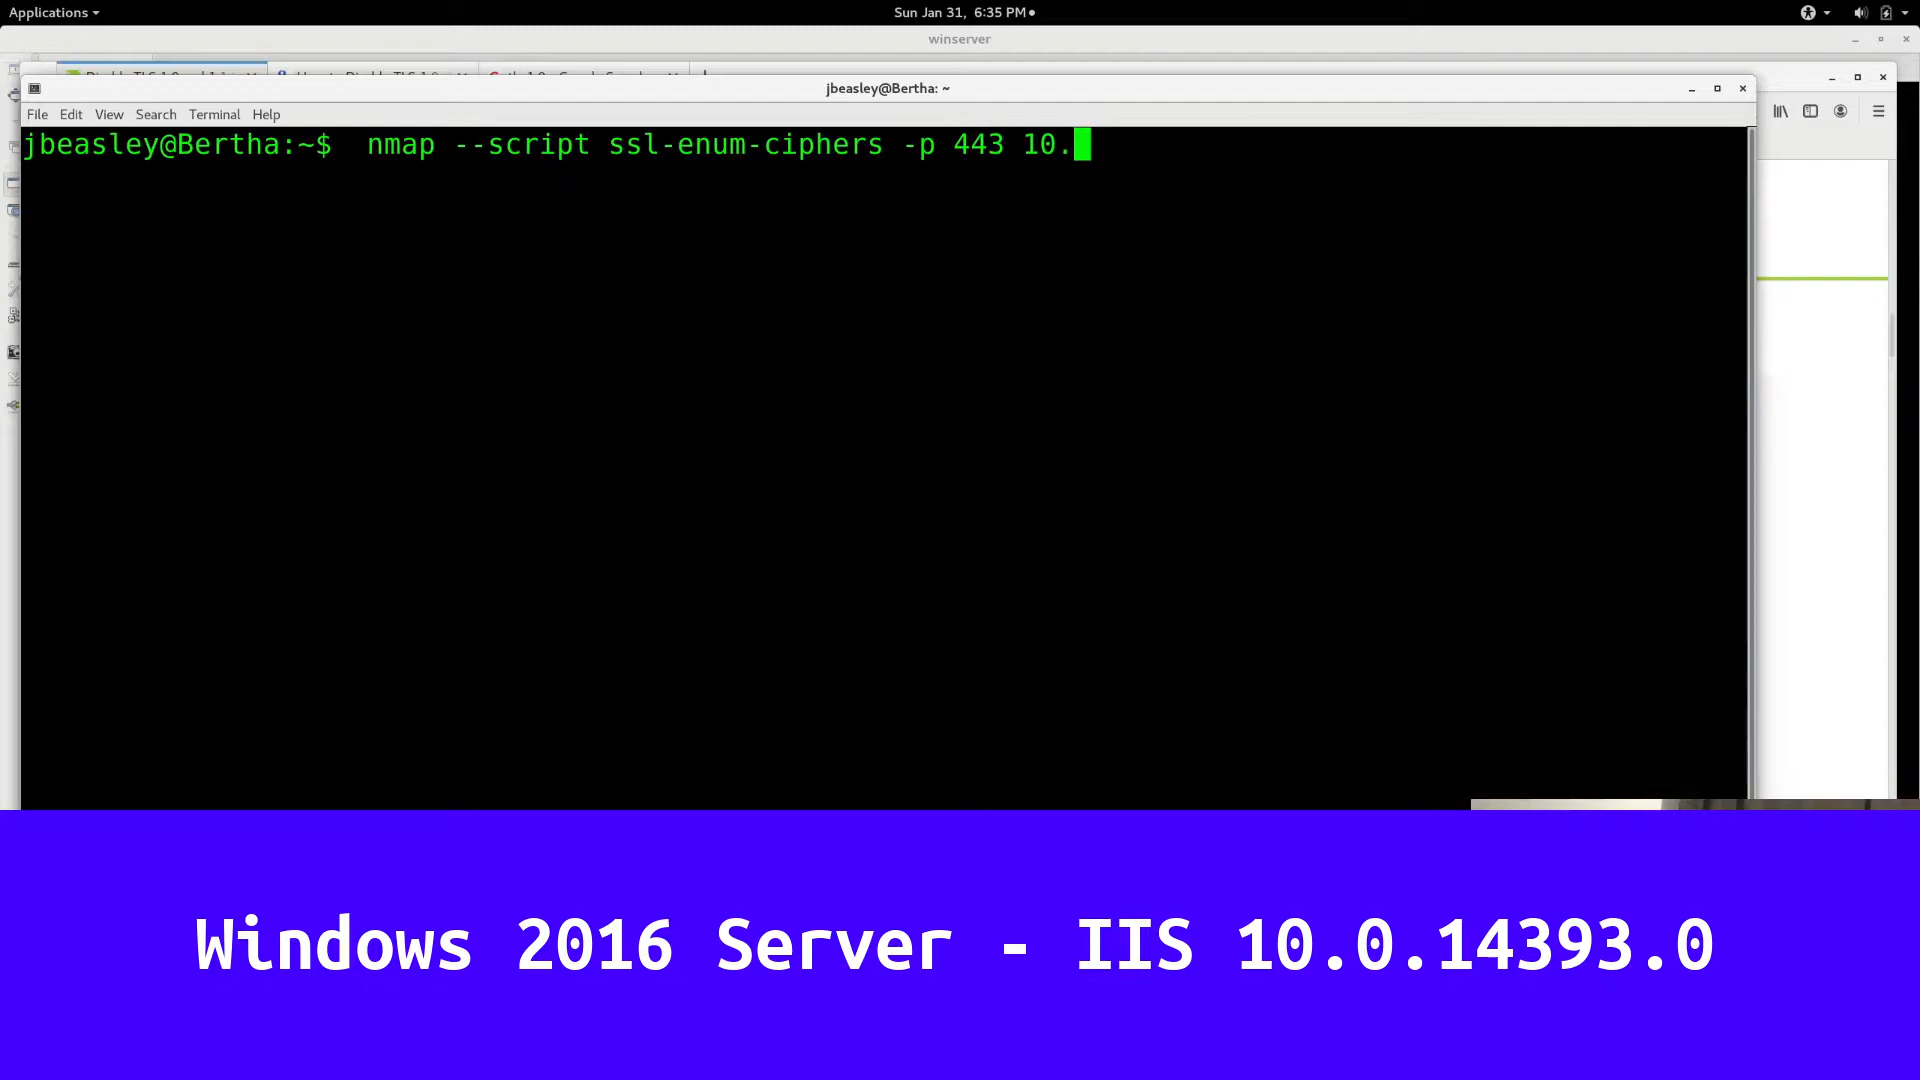 Applications
Sun Jan 31, 6:35 PM
winserver
jbeasley@Bertha: ~
File Edit View Search Terminal Help
jbeasley@Bertha:~$ nmap --script ssl-enum-ciphers -p 443 10.
Windows 2016 Server - IIS 10.0.14393.0